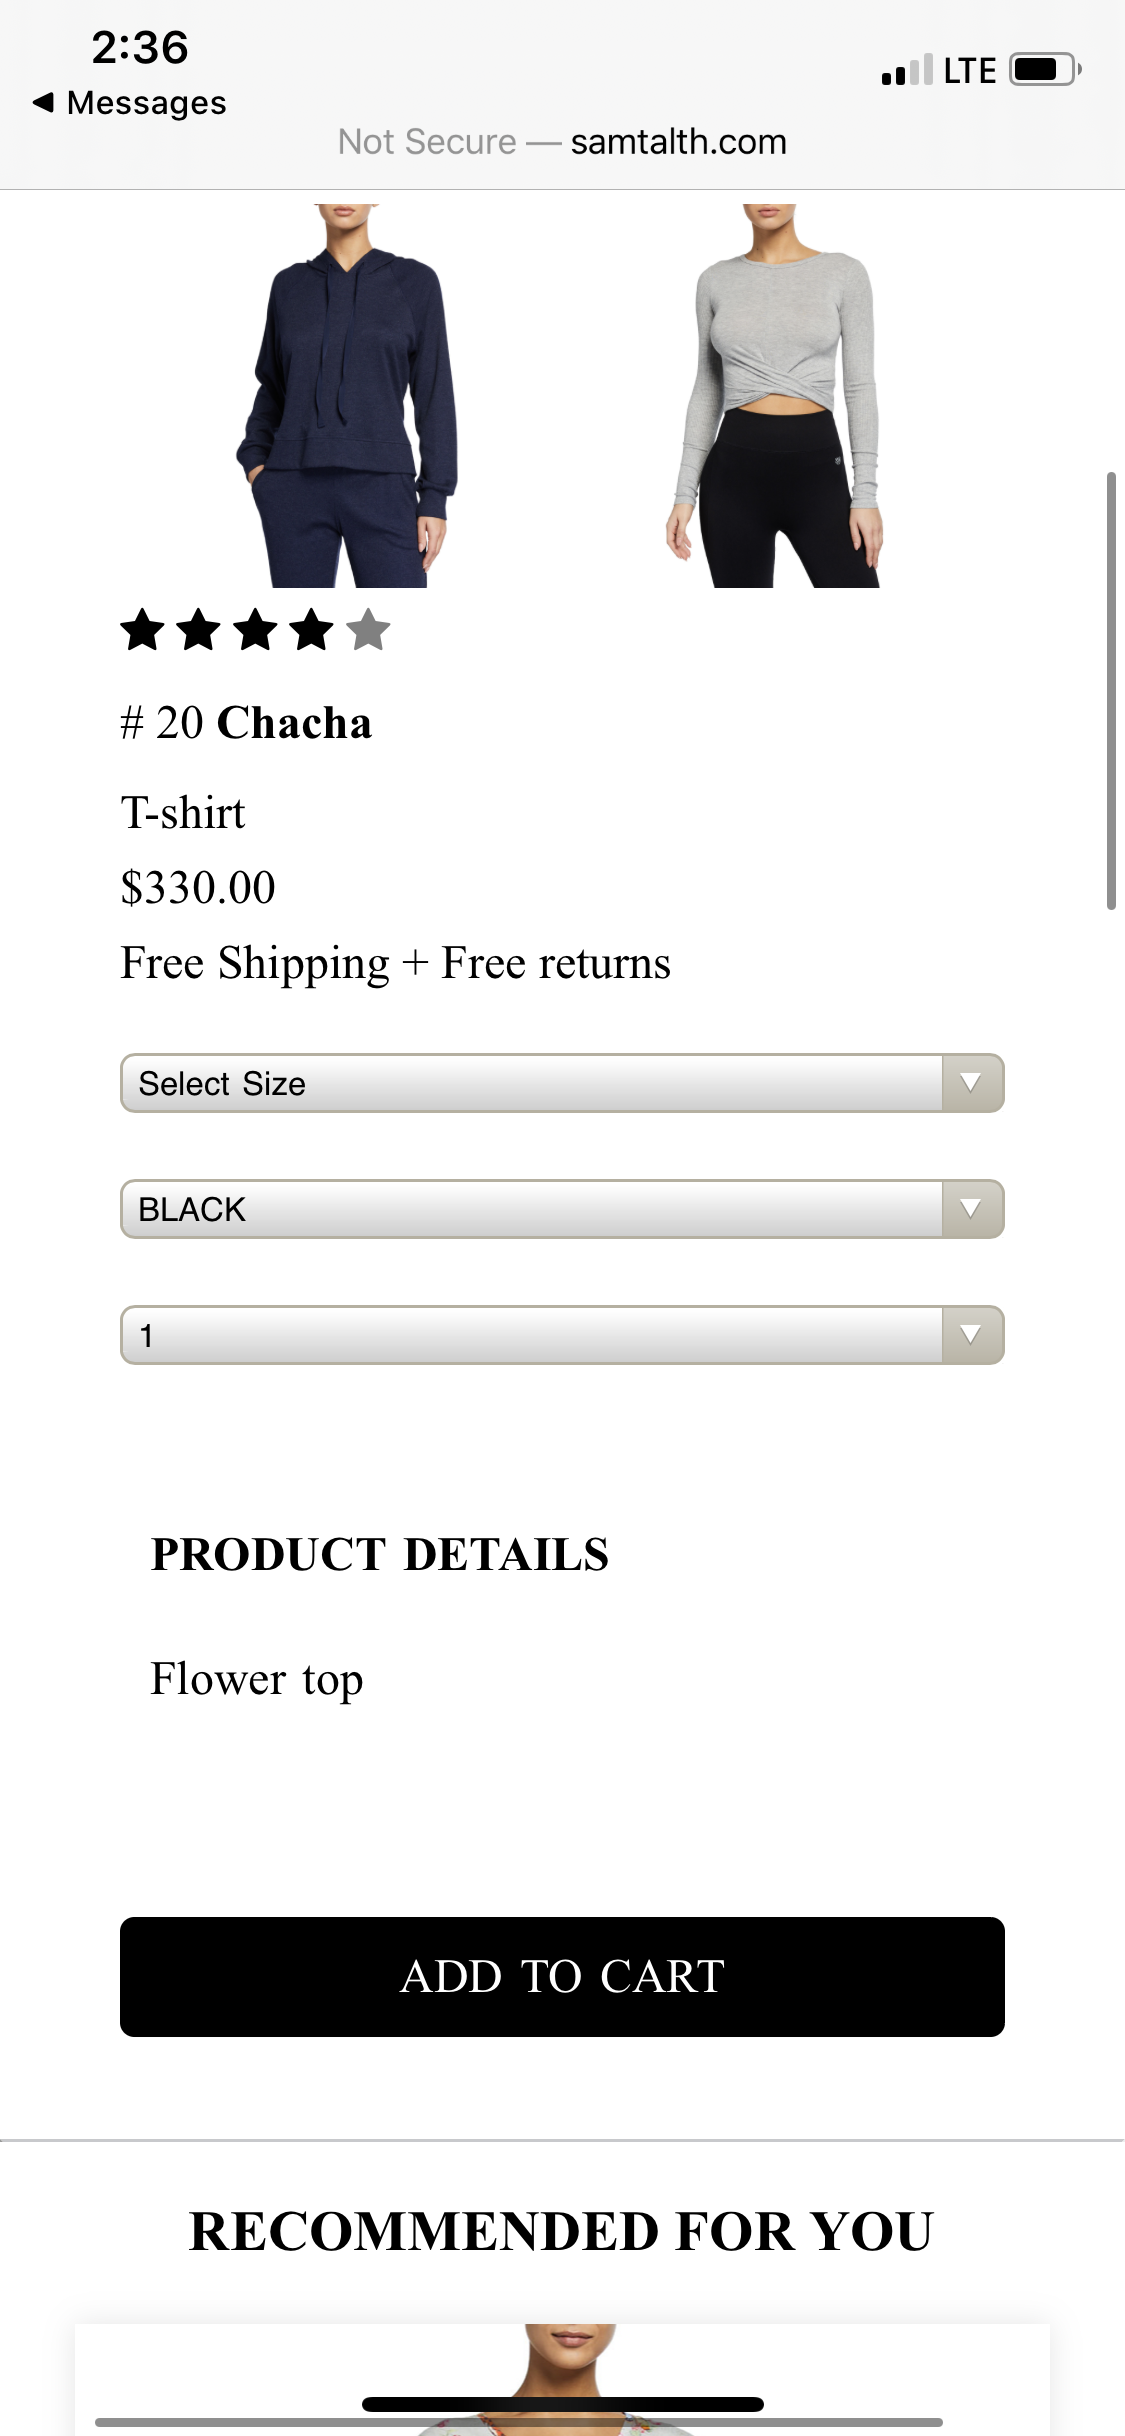 2:36
LTE
◀ Messages
Not Secure — samtalth.com
# 20 Chacha
T-shirt
$330.00
Free Shipping + Free returns
Select Size
BLACK
1
PRODUCT DETAILS
Flower top
ADD TO CART
RECOMMENDED FOR YOU